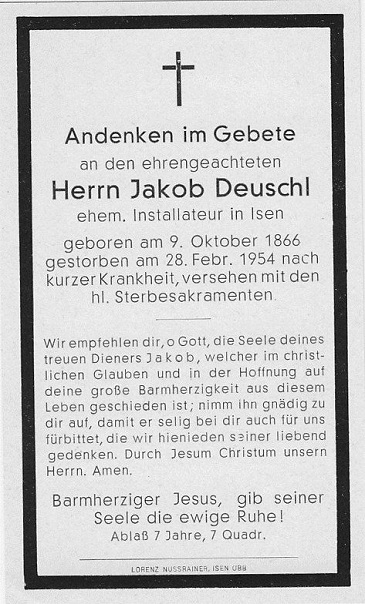 Andenken im Gebete
an den ehrengeachteten
Herrn Jakob Deuschl
ehem. Installateur in Isen
geboren am 9. Oktober 1866
gestorben am 28. Febr. 1954 nach
kurzer Krankheit, versehen mit den
hl. Sterbesakramenten.
Wir empfehlen dir, o Gott, die Seele deines
treuen Dieners Jakob, welcher im christ-
lichen Glauben und in der Hoffnung auf
deine große Barmherzigkeit aus diesem
Leben geschieden ist; nimm ihn gnädig zu
dir auf, damit er selig bei dir auch für uns
fürbittet, die wir hienieden seiner liebend
gedenken. Durch Jesum Christum unsern
Herrn. Amen.
Barmherziger Jesus, gib seiner
Seele die ewige Ruhe!
Ablaß 7 Jahre, 7 Quadr.
LORENZ NUSSRAINER, ISEN OBB